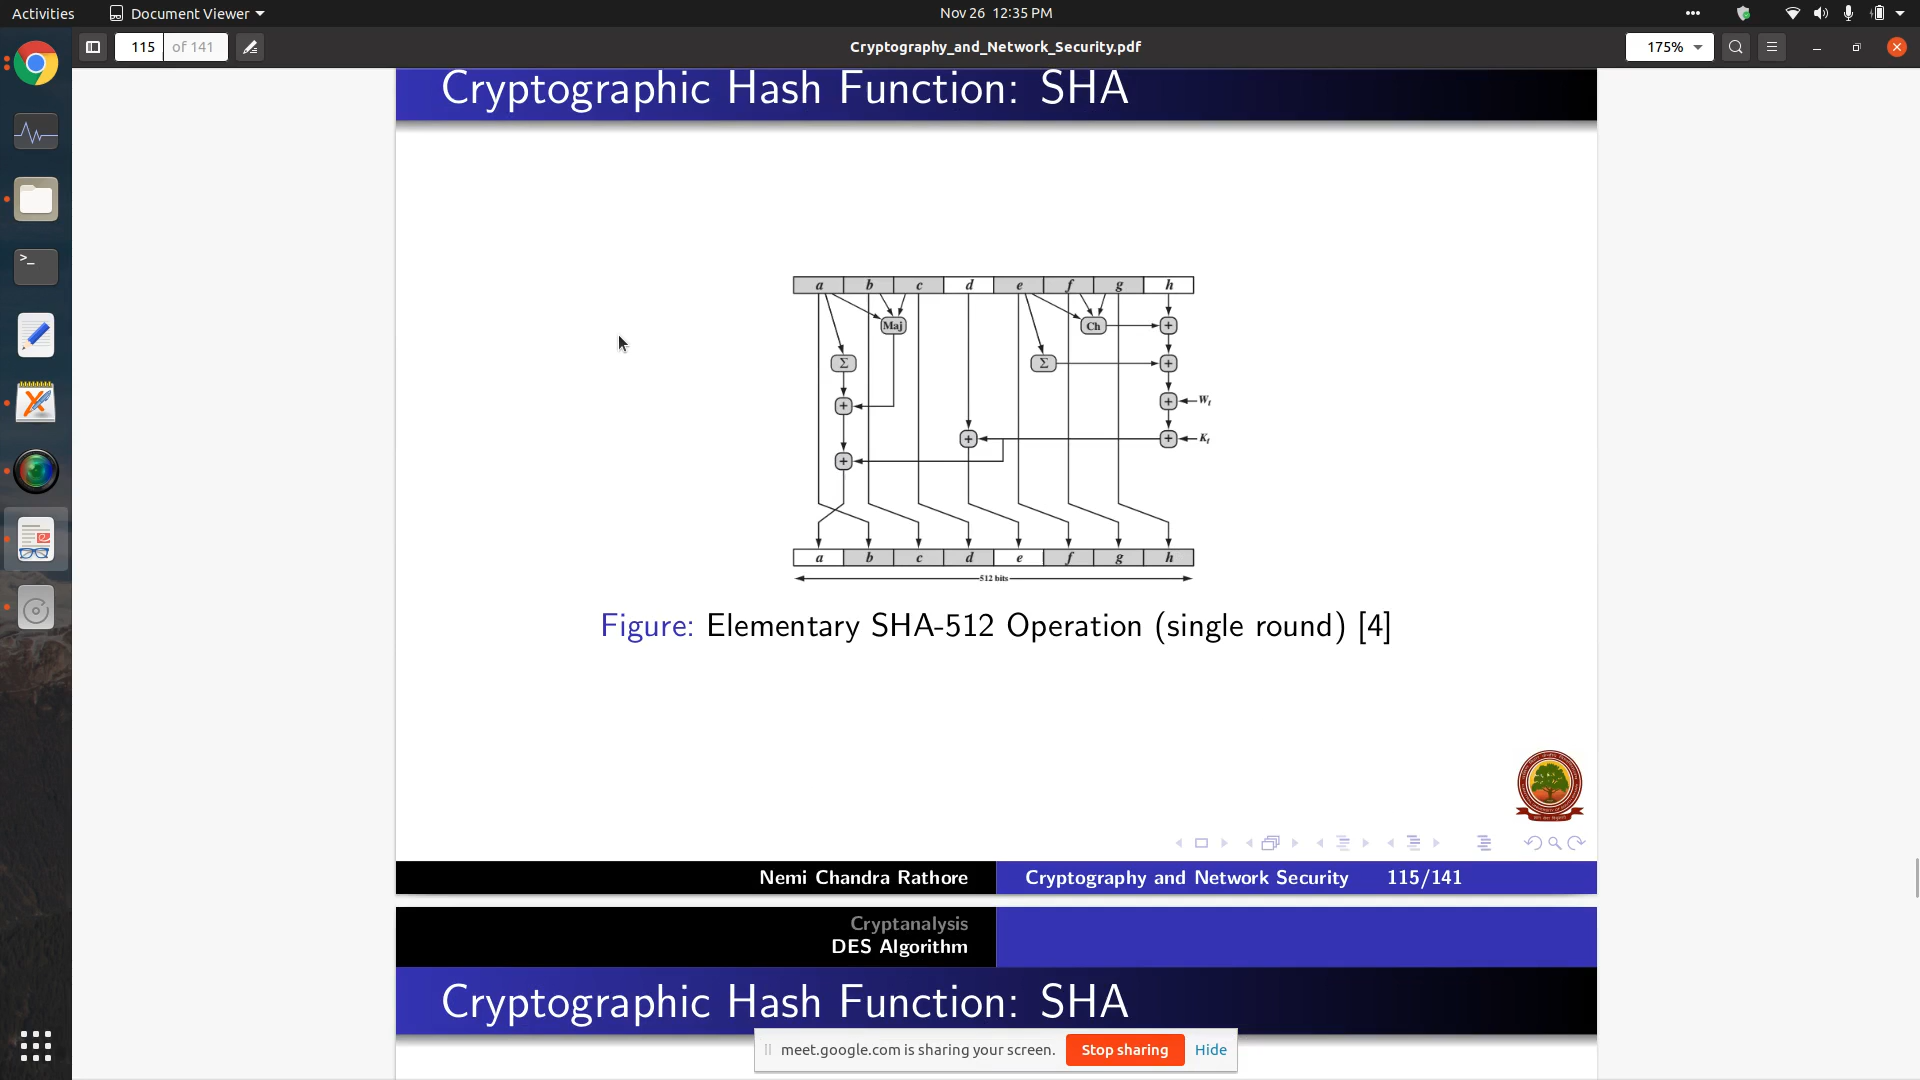 Activities
Document Viewer
Nov 26 12:35 PM
115 of 141
Cryptography_and_Network_Security.pdf
175%
Cryptographic Hash Function: SHA
a b c d e f g h
Maj
Ch
+
Σ
Σ
+
+
+
Wt
+
+
Kt
+
a b c d e f g h
512 bits
Figure: Elementary SHA-512 Operation (single round) [4]
Nemi Chandra Rathore
Cryptography and Network Security 115/141
Cryptanalysis
DES Algorithm
Cryptographic Hash Function: SHA
meet.google.com is sharing your screen.
Stop sharing
Hide